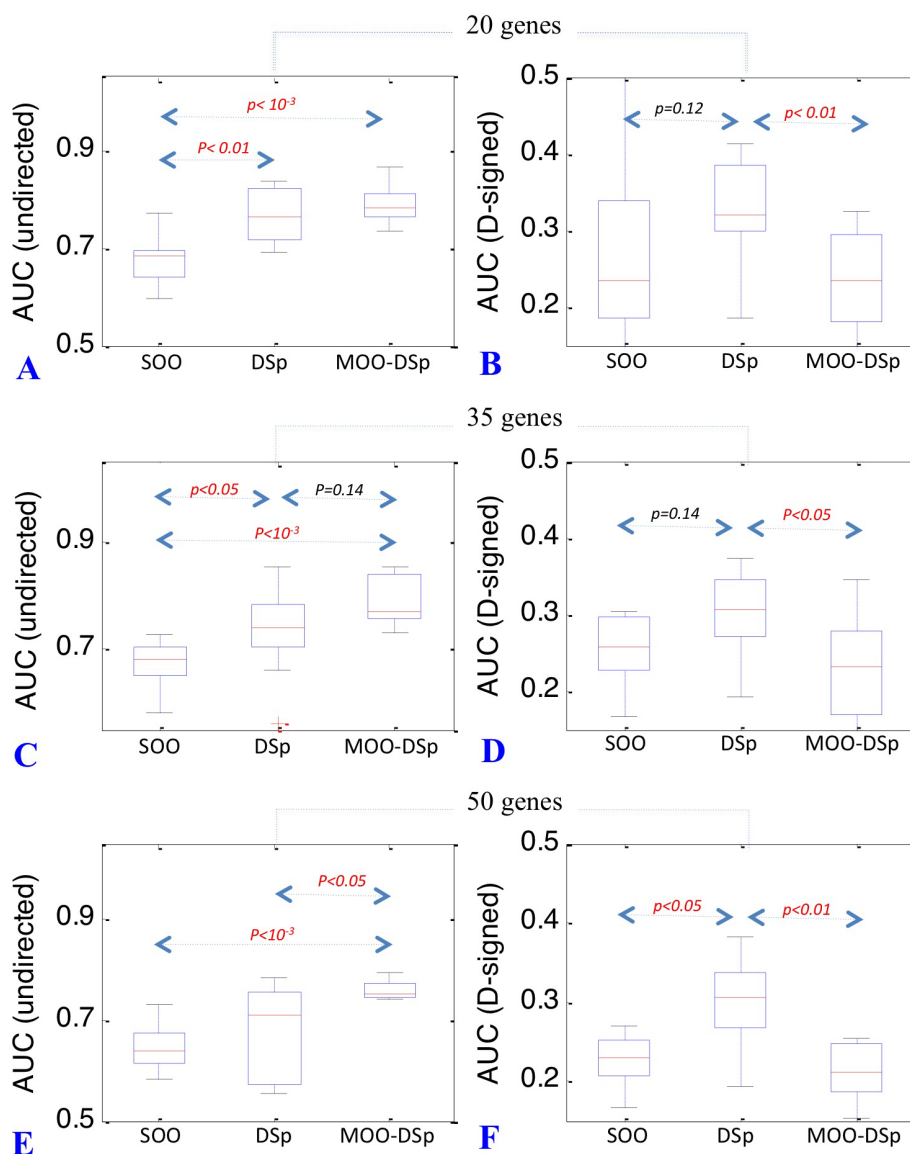 20 genes
AUC (undirected)
0.9
0.7
0.5
p< 10-3
P< 0.01
SOO
DSp
MOO-DSp
A
AUC (D-signed)
0.5
0.4
0.3
0.2
p=0.12
p< 0.01
SOO
DSp
MOO-DSp
B
35 genes
AUC (undirected)
0.9
0.7
p<0.05
P=0.14
P<10-3
SOO
DSp
MOO-DSp
C
AUC (D-signed)
0.5
0.4
0.3
0.2
p=0.14
P<0.05
SOO
DSp
MOO-DSp
D
50 genes
AUC (undirected)
0.9
0.7
0.5
P<0.05
P<10-3
SOO
DSp
MOO-DSp
E
AUC (D-signed)
0.5
0.4
0.3
0.2
p<0.05
p<0.01
SOO
DSp
MOO-DSp
F